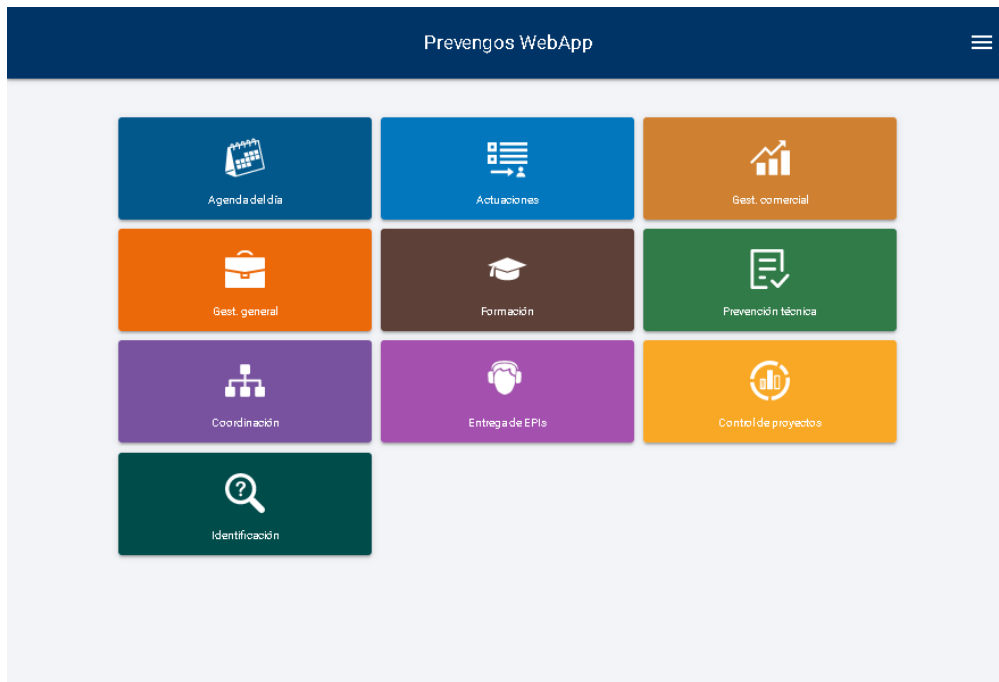 Prevengos WebApp
Agenda del día
Actuaciones
Gest. comercial
Gest. general
Formación
Prevención técnica
Coordinación
Entrega de EPIs
Control de proyectos
?
Identificación